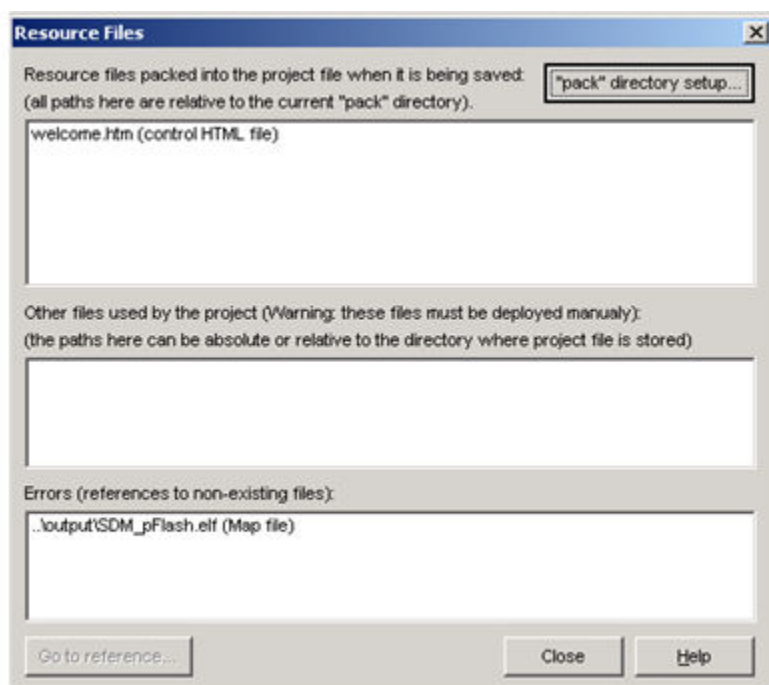 Resource Files
Resource files packed into the project file when it is being saved:
"pack" directory setup...
(all paths here are relative to the current "pack" directory).
welcome.htm (control HTML file)
Other files used by the project (Warning: these files must be deployed manualy):
(the paths here can be absolute or relative to the directory where project file is stored)
Errors (references to non-existing files):
..\output\SDM_pFlash.elf (Map file)
Go to reference...
Close
Help